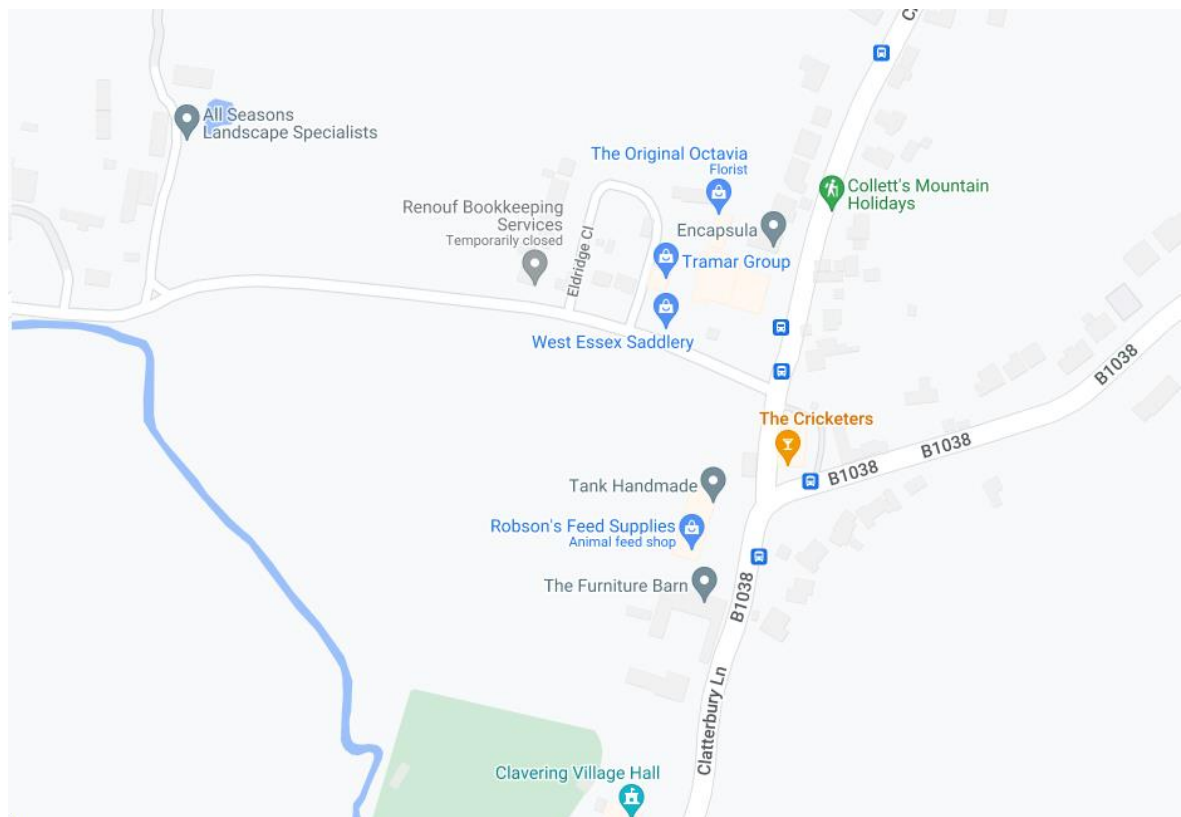 All Seasons
Landscape Specialists
The Original Octavia
Florist
Collett's Mountain
Holidays
Renouf Bookkeeping
Services
Temporarily closed
Encapsula
Eldridge Cl
Tramar Group
West Essex Saddlery
B1038
The Cricketers
B1038
B1038
Tank Handmade
Robson's Feed Supplies
Animal feed shop
The Furniture Barn
B1038
Clatterbury Ln
Clavering Village Hall